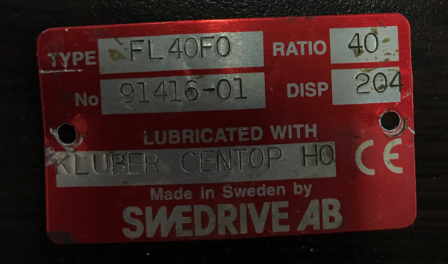 TYPE FL40FO RATIO 40
No 91416-01 DISP 204
LUBRICATED WITH
KLUBER CENTOP HO CE
Made in Sweden by
SWEDRIVE AB